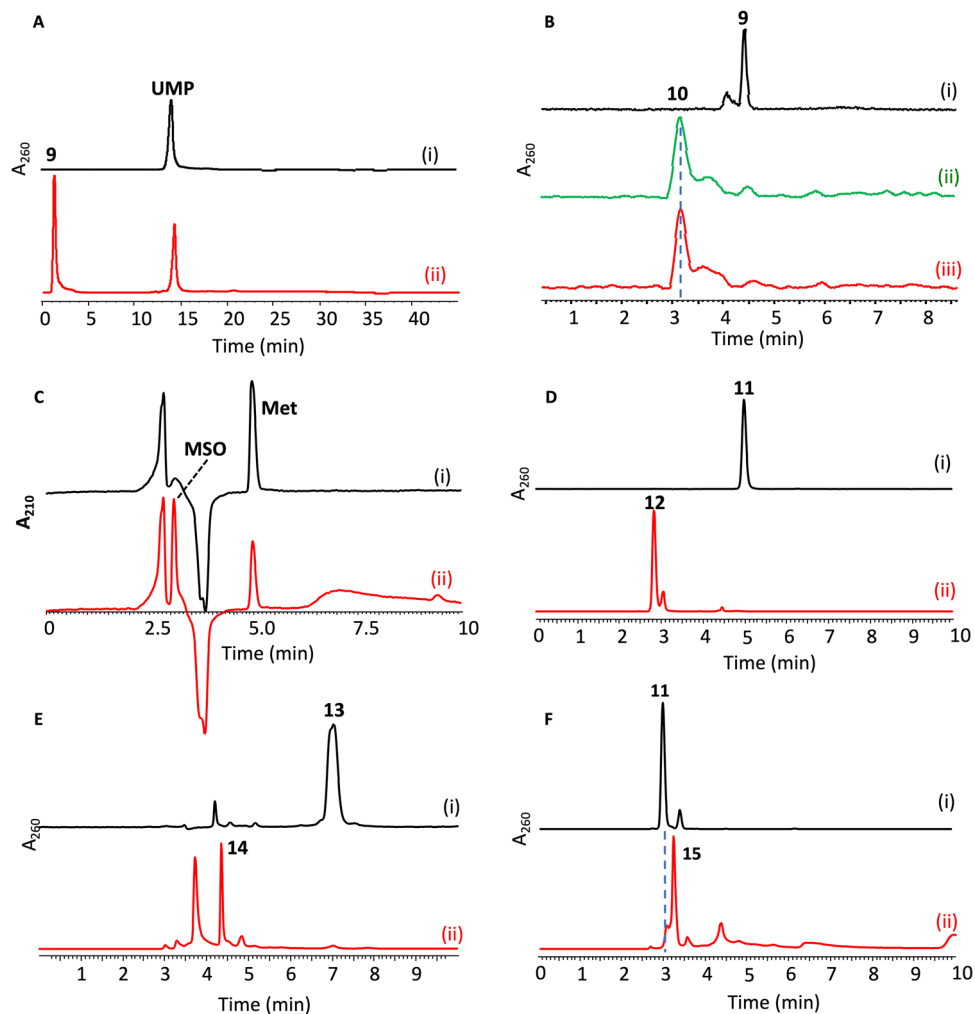 A
UMP
(i)
9
A260
(ii)
0 5 10 15 20 25 30 35 40
Time (min)
B
9
(i)
10
(ii)
A260
(iii)
1 2 3 4 5 6 7 8
Time (min)
C
Met
MSO
(i)
A210
(ii)
0 2.5 5.0 7.5 10
Time (min)
D
11
(i)
A260
12
(ii)
0 1 2 3 4 5 6 7 8 9 10
Time (min)
E
13
(i)
A260
14
(ii)
1 2 3 4 5 6 7 8 9
Time (min)
F
11
(i)
A260
15
(ii)
0 1 2 3 4 5 6 7 8 9 10
Time (min)